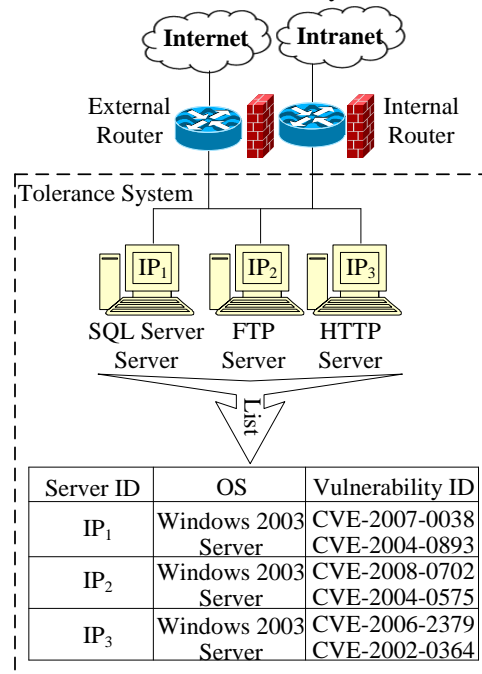 Internet Intranet
External Router
Internal Router
Tolerance System
IP₁ IP₂ IP₃
SQL Server Server
FTP Server
HTTP Server
List
Server ID OS Vulnerability ID
IP₁ Windows 2003 Server CVE-2007-0038 CVE-2004-0893
IP₂ Windows 2003 Server CVE-2008-0702 CVE-2004-0575
IP₃ Windows 2003 Server CVE-2006-2379 CVE-2002-0364